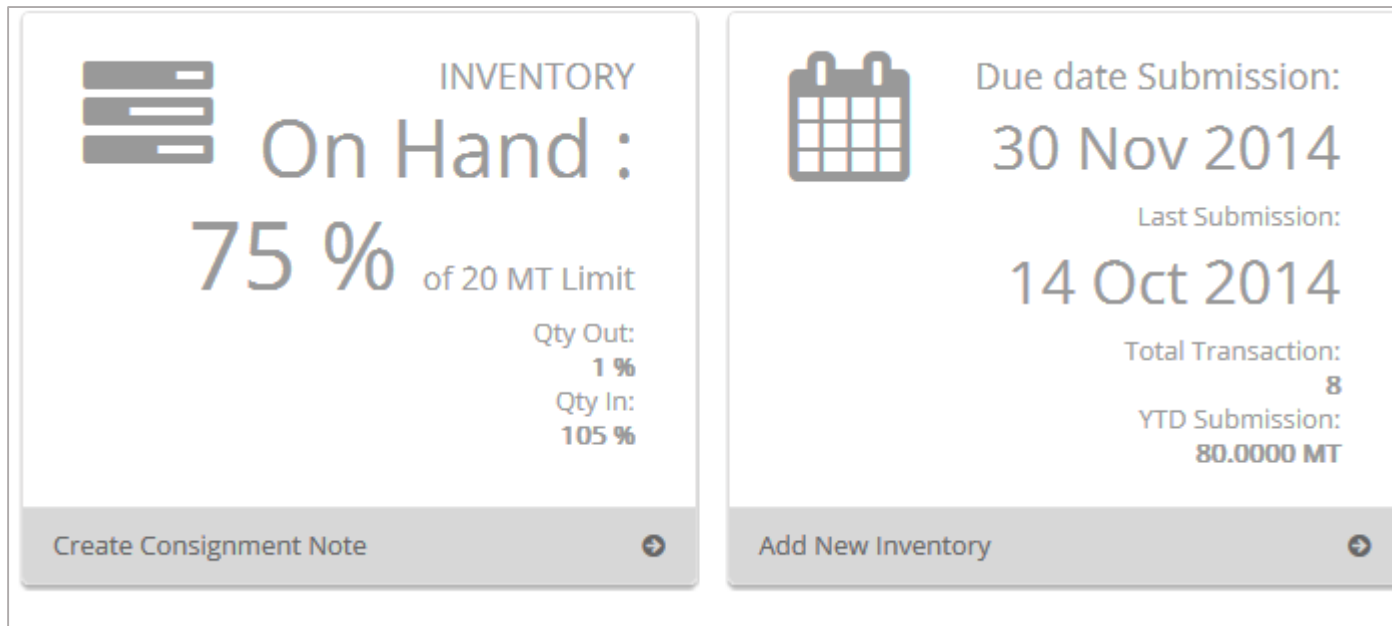 INVENTORY
On Hand :
75 % of 20 MT Limit
Qty Out:
1 %
Qty In:
105 %
Create Consignment Note
Due date Submission:
30 Nov 2014
Last Submission:
14 Oct 2014
Total Transaction:
8
YTD Submission:
80.0000 MT
Add New Inventory